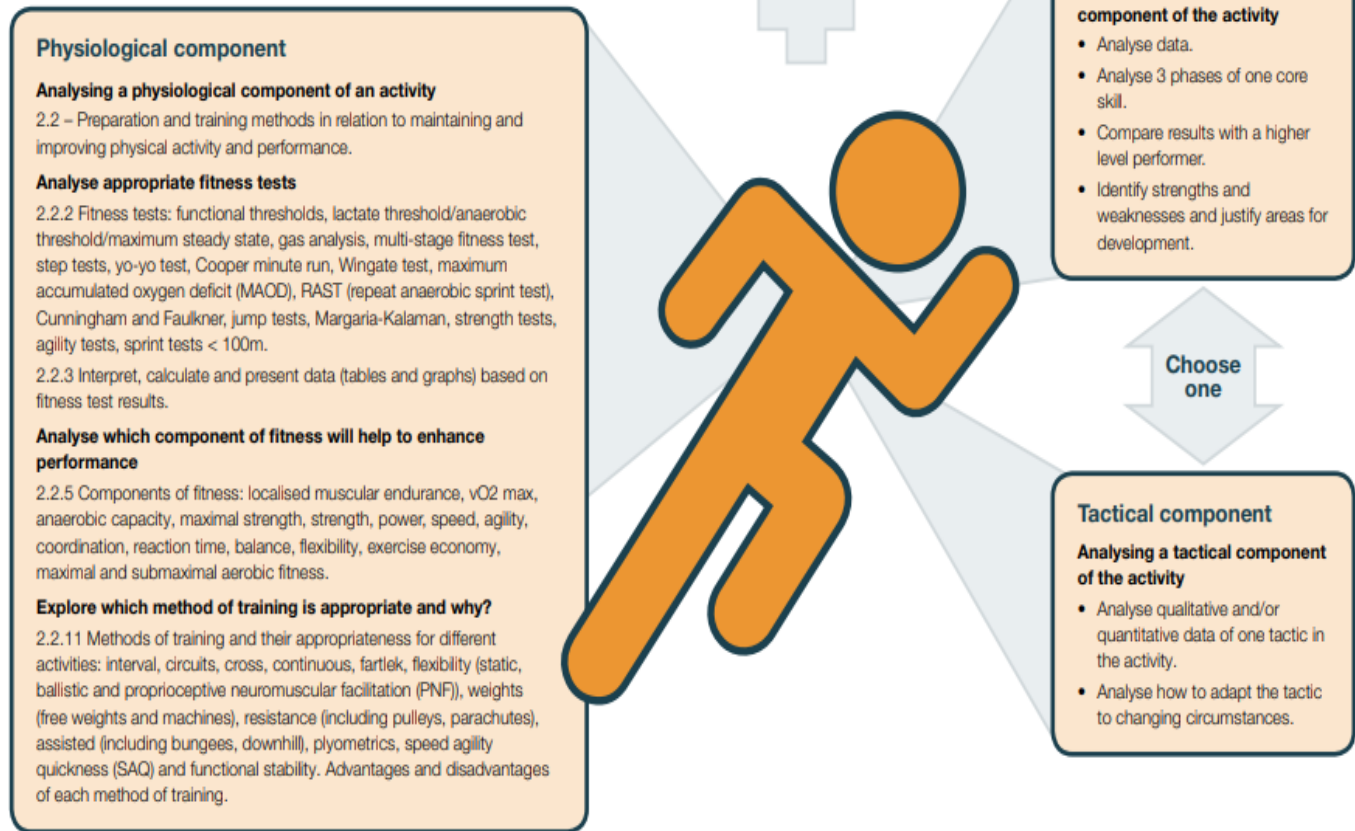 Physiological component
Analysing a physiological component of an activity
2.2 – Preparation and training methods in relation to maintaining and
improving physical activity and performance.
Analyse appropriate fitness tests
2.2.2 Fitness tests: functional thresholds, lactate threshold/anaerobic
threshold/maximum steady state, gas analysis, multi-stage fitness test,
step tests, yo-yo test, Cooper minute run, Wingate test, maximum
accumulated oxygen deficit (MAOD), RAST (repeat anaerobic sprint test),
Cunningham and Faulkner, jump tests, Margaria-Kalaman, strength tests,
agility tests, sprint tests < 100m.
2.2.3 Interpret, calculate and present data (tables and graphs) based on
fitness test results.
Analyse which component of fitness will help to enhance
performance
2.2.5 Components of fitness: localised muscular endurance, vO2 max,
anaerobic capacity, maximal strength, strength, power, speed, agility,
coordination, reaction time, balance, flexibility, exercise economy,
maximal and submaximal aerobic fitness.
Explore which method of training is appropriate and why?
2.2.11 Methods of training and their appropriateness for different
activities: interval, circuits, cross, continuous, fartlek, flexibility (static,
ballistic and proprioceptive neuromuscular facilitation (PNF)), weights
(free weights and machines), resistance (including pulleys, parachutes),
assisted (including bungees, downhill), plyometrics, speed agility
quickness (SAQ) and functional stability. Advantages and disadvantages
of each method of training.
component of the activity
• Analyse data.
• Analyse 3 phases of one core
skill.
• Compare results with a higher
level performer.
• Identify strengths and
weaknesses and justify areas for
development.
Choose
one
Tactical component
Analysing a tactical component
of the activity
• Analyse qualitative and/or
quantitative data of one tactic in
the activity.
• Analyse how to adapt the tactic
to changing circumstances.